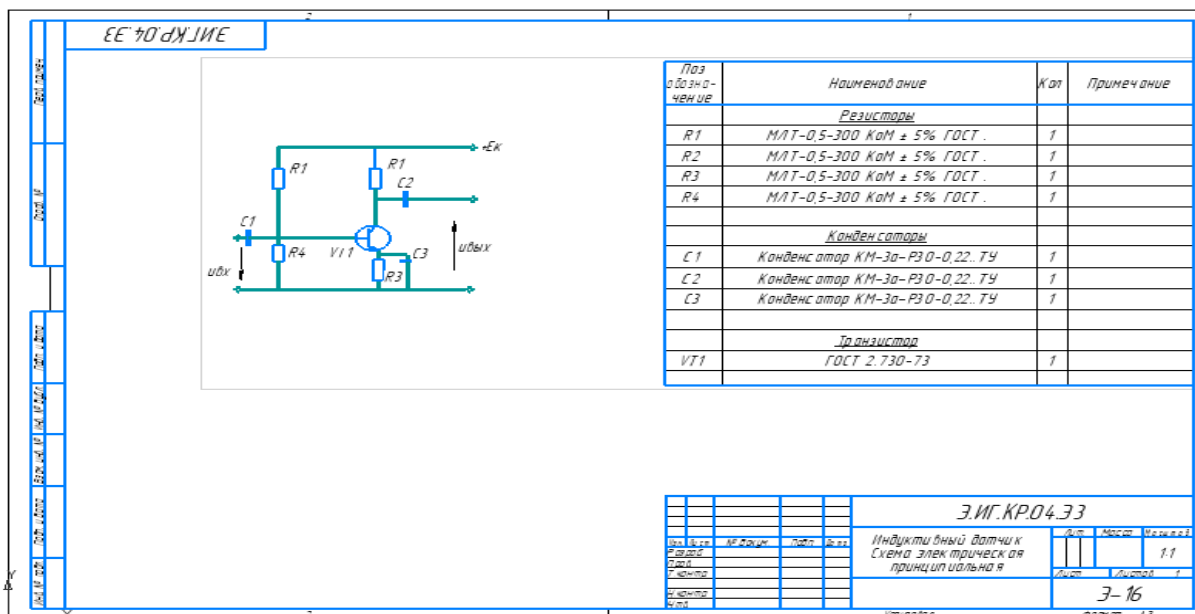 2
1
Э.ИГ.КР.04.ЭЗ
R1
R1
+Ек
C2
C1
R4
VT1
C3
R3
uвх
uвых
Поз обозна- чение
Наименование
Кол
Примечание
Резисторы
R1 МЛТ-0,5-300 КоМ ± 5% ГОСТ . 1
R2 МЛТ-0,5-300 КоМ ± 5% ГОСТ . 1
R3 МЛТ-0,5-300 КоМ ± 5% ГОСТ . 1
R4 МЛТ-0,5-300 КоМ ± 5% ГОСТ . 1
Конденсаторы
C1 Конденсатор КМ-3а-Р30-0,22.. ТУ 1
C2 Конденсатор КМ-3а-Р30-0,22.. ТУ 1
C3 Конденсатор КМ-3а-Р30-0,22.. ТУ 1
Транзистор
VT1 ГОСТ 2.730-73 1
Перв. примен.
Справ. №
Подп. и дата
Инв. № дубл.
Взам. инв. №
Подп. и дата
Инв. № подл.
Э.ИГ.КР.04.ЭЗ
Индуктивный датчик
Схема электрическая
принципиальная
Изм. Лист № докум. Подп. Дата
Разраб.
Пров.
Т.контр.
Н.контр.
Утв.
Лит. Масса Масштаб
1:1
Лист Листов 1
Э-16
Y